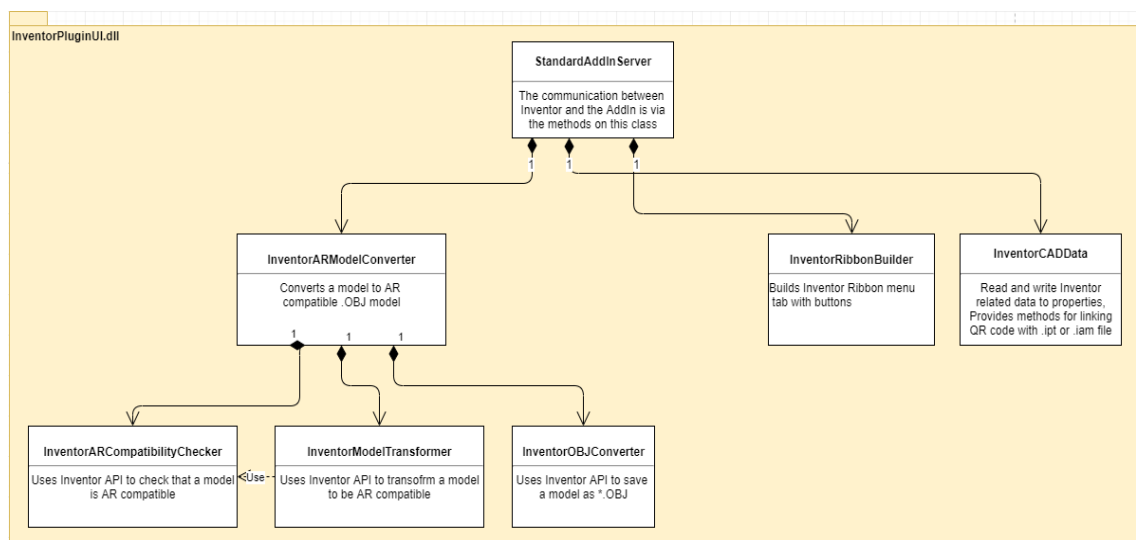 InventorPluginUI.dll
StandardAddInServer
The communication between
Inventor and the AddIn is via
the methods on this class
1
1
1
InventorARModelConverter
Converts a model to AR
compatible .OBJ model
1
1
1
InventorRibbonBuilder
Builds Inventor Ribbon menu
tab with buttons
InventorCADData
Read and write Inventor
related data to properties,
Provides methods for linking
QR code with .ipt or .iam file
InventorARCompatibilityChecker
Uses Inventor API to check that a model
is AR compatible
Use
InventorModelTransformer
Uses Inventor API to transofrm a model
to be AR compatible
InventorOBJConverter
Uses Inventor API to save
a model as *.OBJ